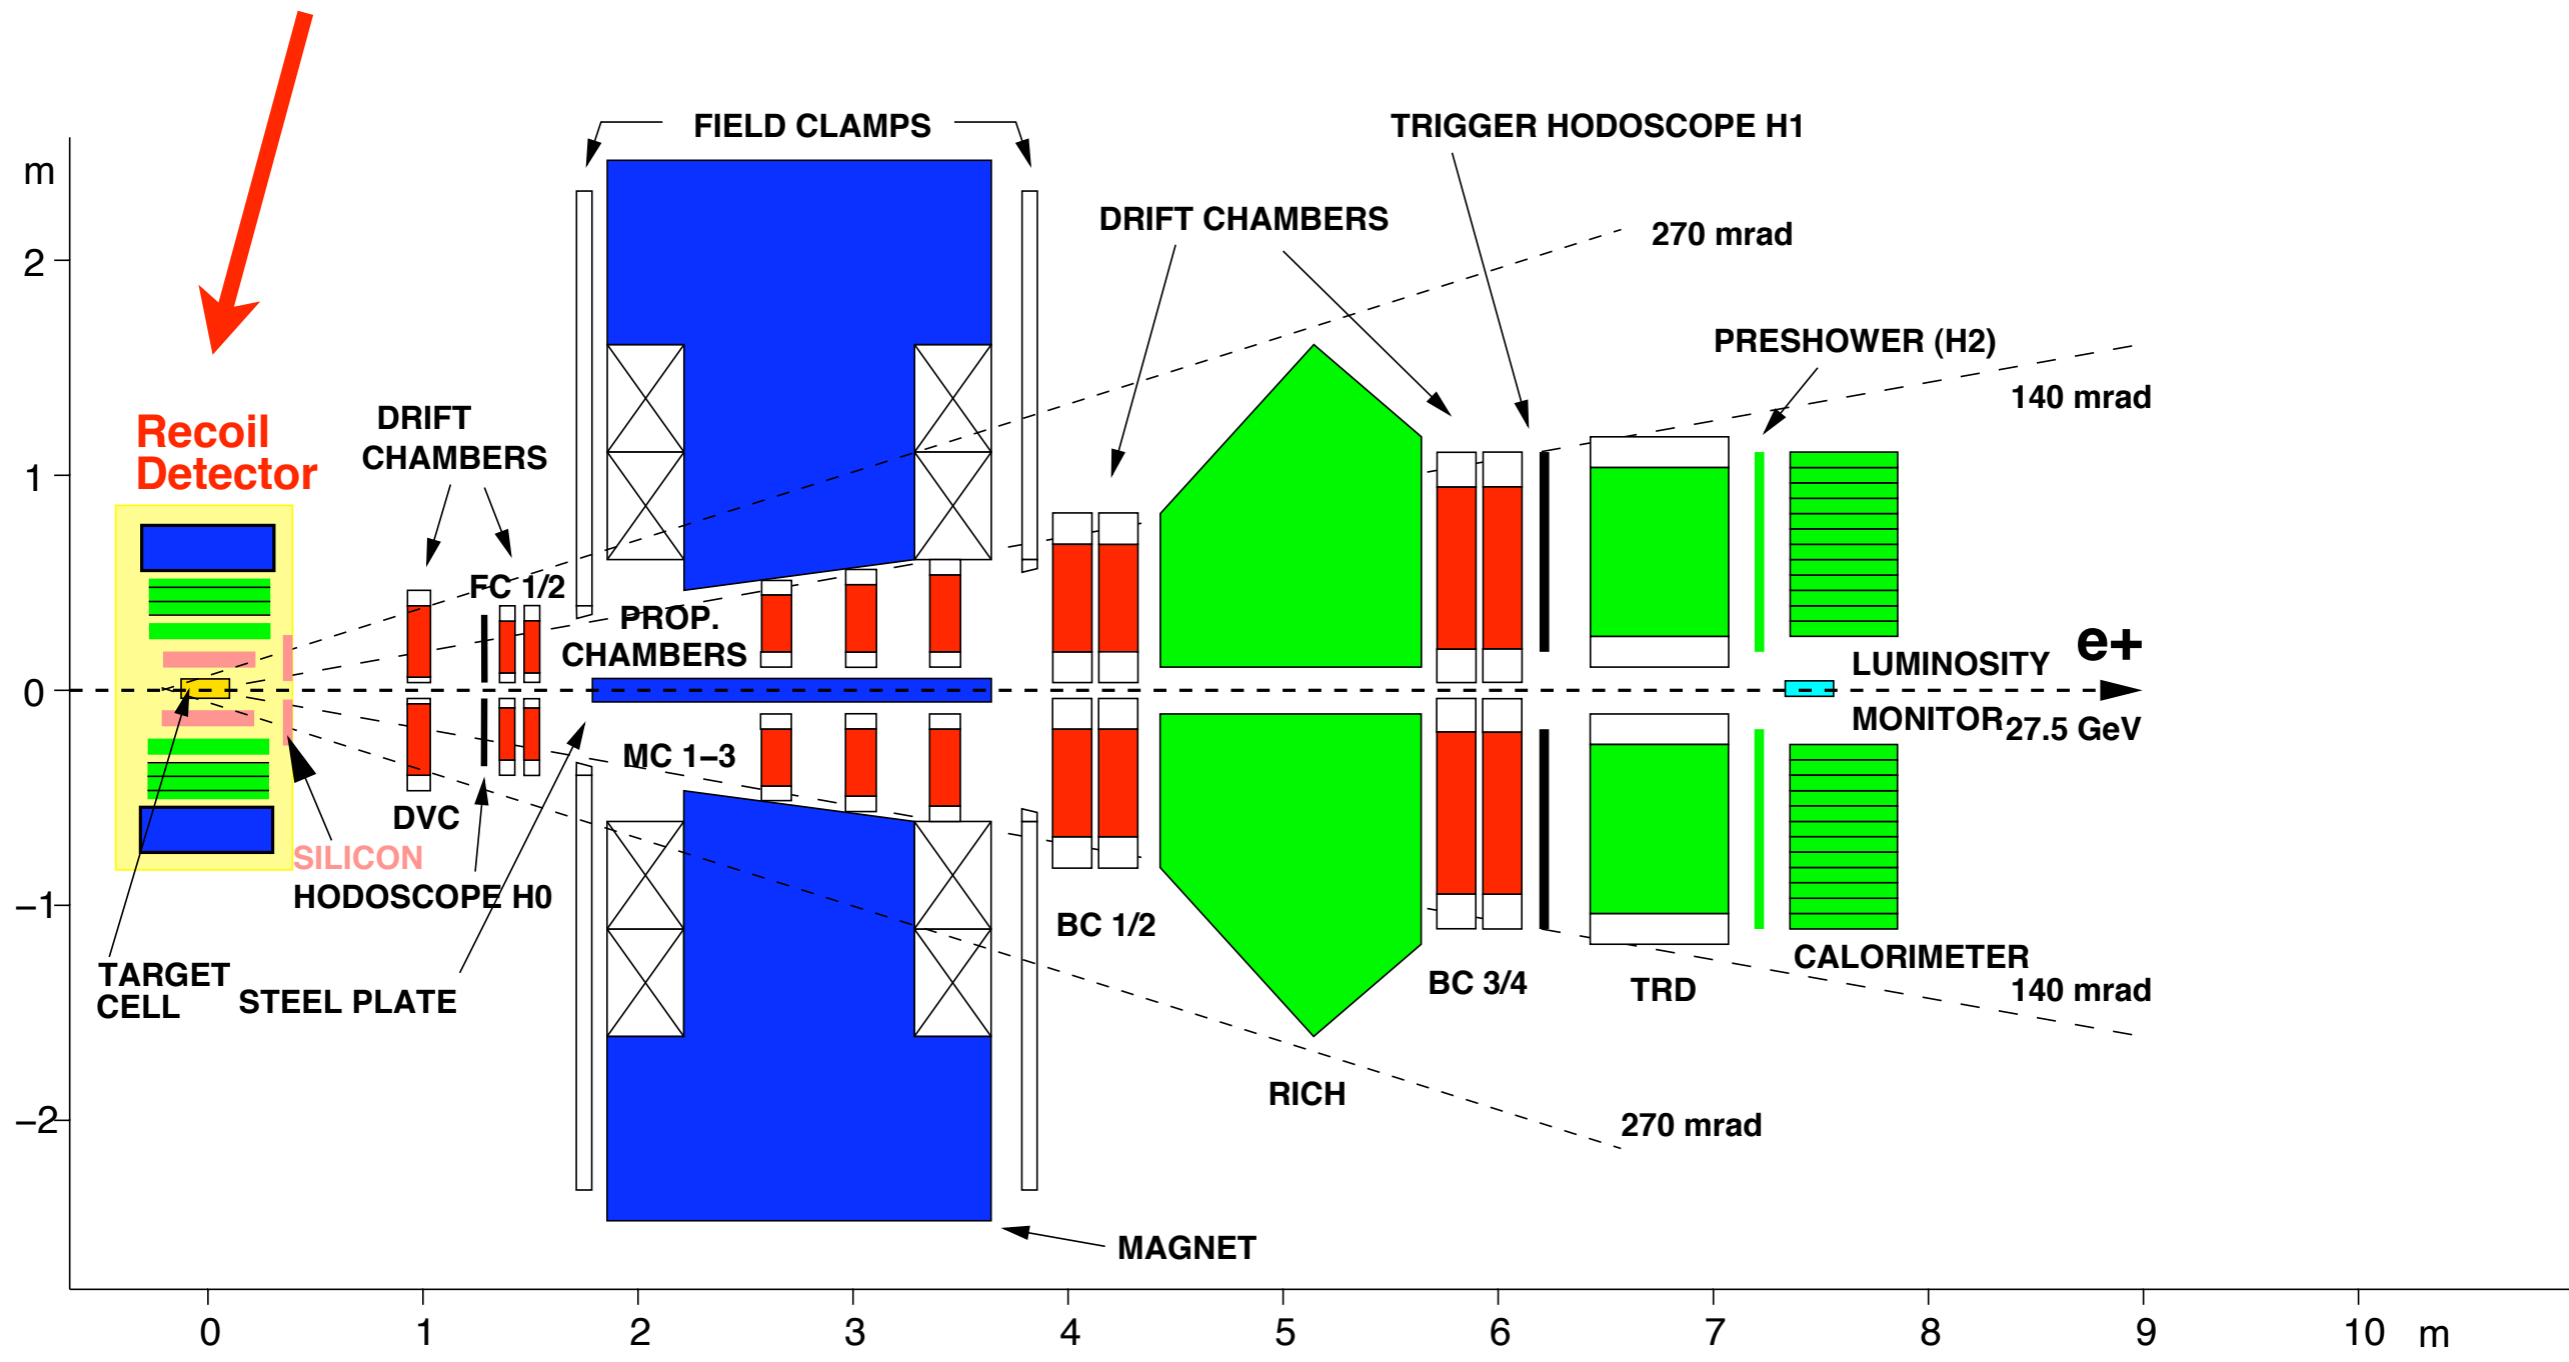 FIELD CLAMPS
TRIGGER HODOSCOPE H1
m
DRIFT CHAMBERS
270 mrad
2
PRESHOWER (H2)
140 mrad
DRIFT
CHAMBERS
Recoil
Detector
1
FC 1/2
PROP.
CHAMBERS
e+
LUMINOSITY
0
MONITOR
27.5 GeV
MC 1–3
DVC
SILICON
HODOSCOPE H0
–1
BC 1/2
CALORIMETER
TARGET
CELL
STEEL PLATE
BC 3/4
TRD
140 mrad
RICH
–2
270 mrad
MAGNET
0 1 2 3 4 5 6 7 8 9 10 m